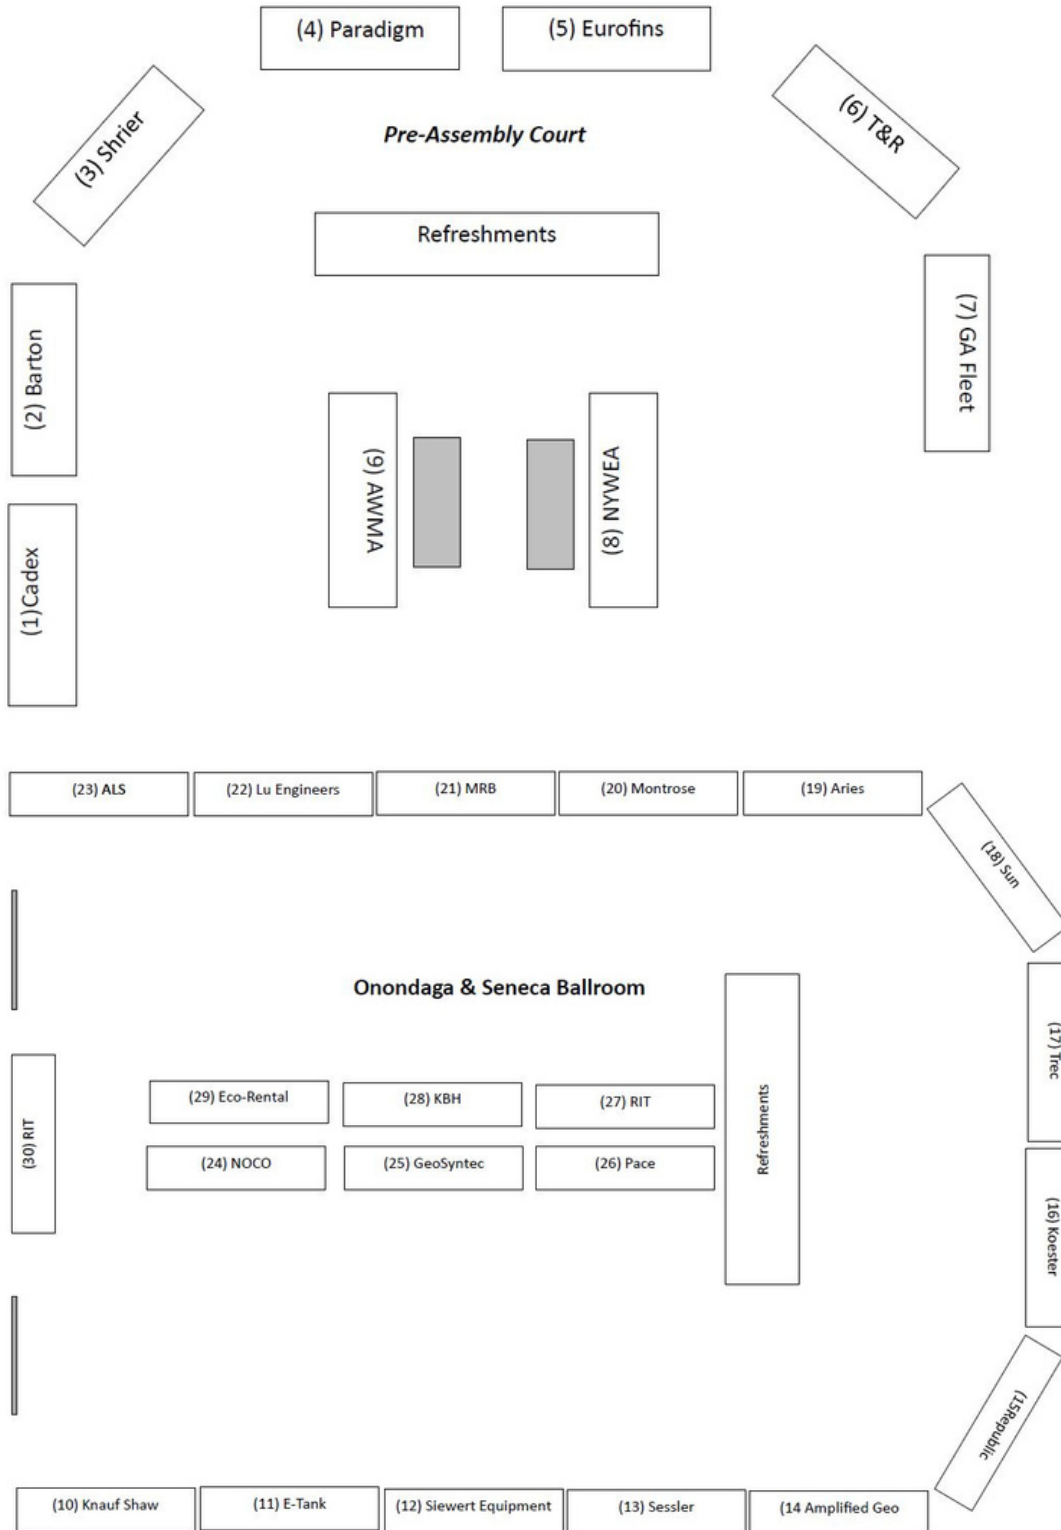 (4) Paradigm
(5) Eurofins
(3) Shrier
(6) T&R
Pre-Assembly Court
Refreshments
(2) Barton
(7) GA Fleet
(9) AWMA
(8) NYWEA
(1)Cadex
(23) ALS
(22) Lu Engineers
(21) MRB
(20) Montrose
(19) Aries
(18) Sun
Onondaga & Seneca Ballroom
(17) Trec
(30) RIT
(29) Eco-Rental
(28) KBH
(27) RIT
Refreshments
(24) NOCO
(25) GeoSyntec
(26) Pace
(16) Koester
(15Republic
(10) Knauf Shaw
(11) E-Tank
(12) Siewert Equipment
(13) Sessler
(14 Amplified Geo